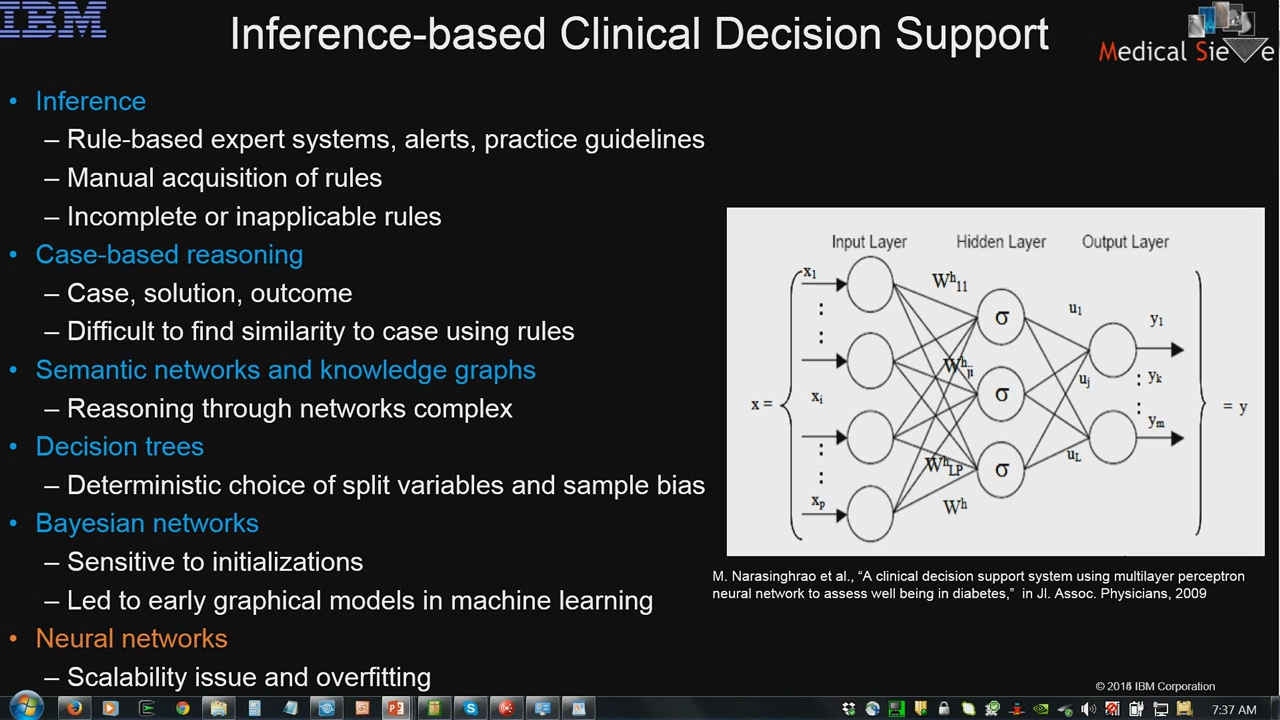 IBM
Inference-based Clinical Decision Support
Medical Sieve
• Inference
– Rule-based expert systems, alerts, practice guidelines
– Manual acquisition of rules
– Incomplete or inapplicable rules
• Case-based reasoning
– Case, solution, outcome
– Difficult to find similarity to case using rules
• Semantic networks and knowledge graphs
– Reasoning through networks complex
• Decision trees
– Deterministic choice of split variables and sample bias
• Bayesian networks
– Sensitive to initializations
– Led to early graphical models in machine learning
• Neural networks
– Scalability issue and overfitting
Input Layer Hidden Layer Output Layer
x1
xi
xp
x =
Wh11
Whji
WhLP
Wh
σ
σ
σ
u1
uj
uL
y1
yk
ym
= y
M. Narasinghrao et al., “A clinical decision support system using multilayer perceptron
neural network to assess well being in diabetes,” in Jl. Assoc. Physicians, 2009
© IBM Corporation
7:37 AM